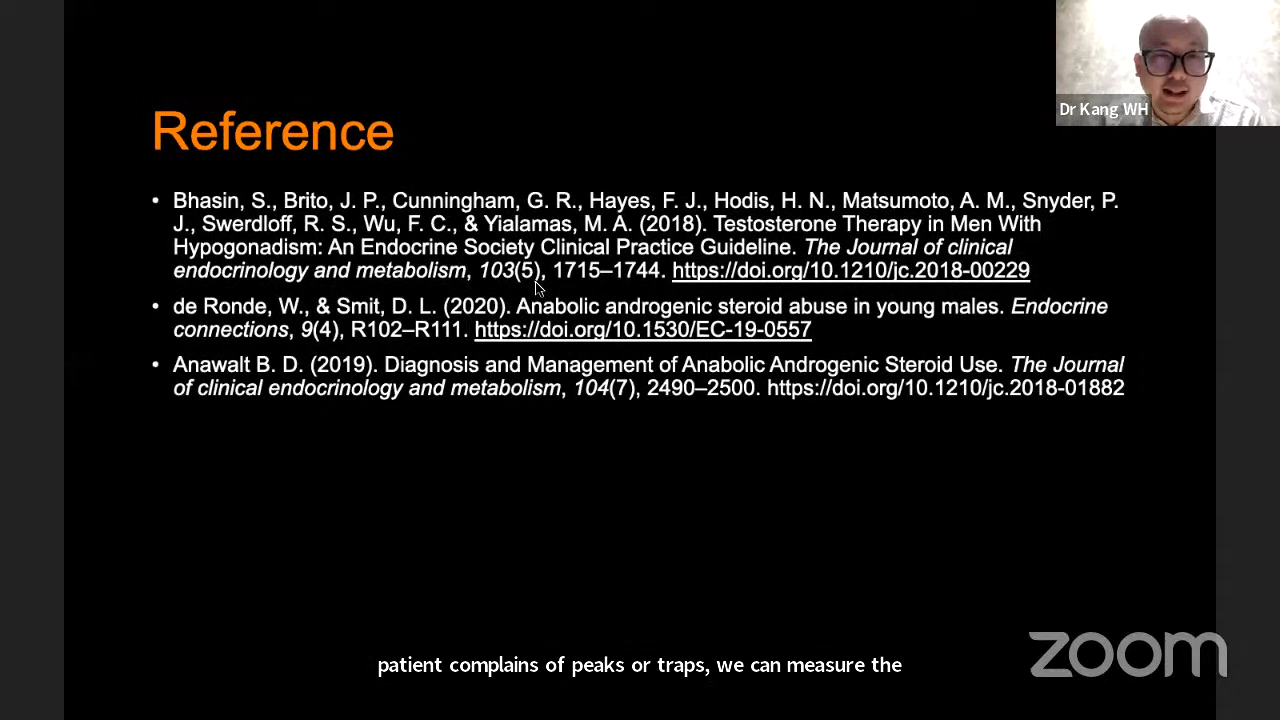 Dr Kang WH
Reference
• Bhasin, S., Brito, J. P., Cunningham, G. R., Hayes, F. J., Hodis, H. N., Matsumoto, A. M., Snyder, P.
J., Swerdloff, R. S., Wu, F. C., & Yialamas, M. A. (2018). Testosterone Therapy in Men With
Hypogonadism: An Endocrine Society Clinical Practice Guideline. The Journal of clinical
endocrinology and metabolism, 103(5), 1715–1744. https://doi.org/10.1210/jc.2018-00229
• de Ronde, W., & Smit, D. L. (2020). Anabolic androgenic steroid abuse in young males. Endocrine
connections, 9(4), R102–R111. https://doi.org/10.1530/EC-19-0557
• Anawalt B. D. (2019). Diagnosis and Management of Anabolic Androgenic Steroid Use. The Journal
of clinical endocrinology and metabolism, 104(7), 2490–2500. https://doi.org/10.1210/jc.2018-01882
patient complains of peaks or traps, we can measure the
zoom